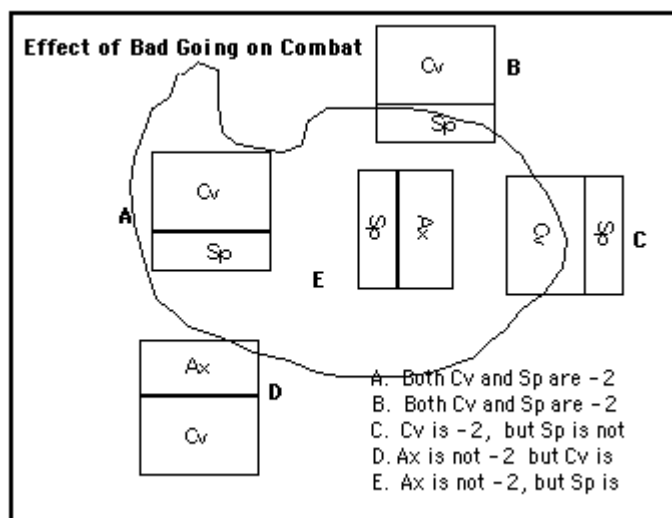 Effect of Bad Going on Combat
Cv
B
Sp
Cv
Sp
A
Sp
Ax
E
Cv
Sp
C
Ax
D
Cv
A. Both Cv and Sp are -2
B. Both Cv and Sp are -2
C. Cv is -2, but Sp is not
D. Ax is not -2 but Cv is
E. Ax is not -2, but Sp is